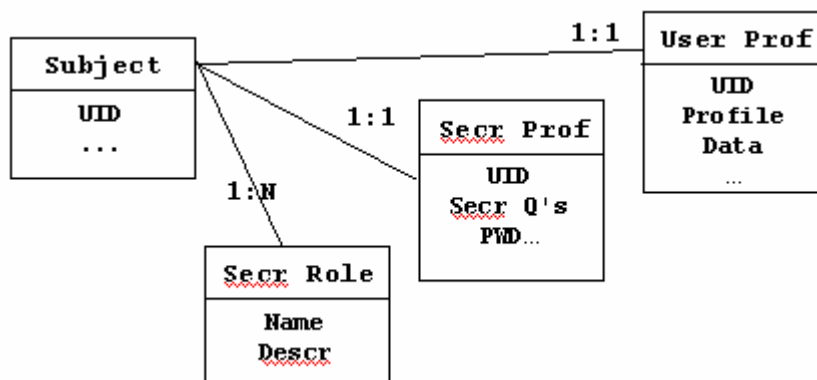 Subject
UID
...
1:1
User Prof
UID
Profile
Data
...
1:1
Secr Prof
UID
Secr Q's
PWD...
1:N
Secr Role
Name
Descr